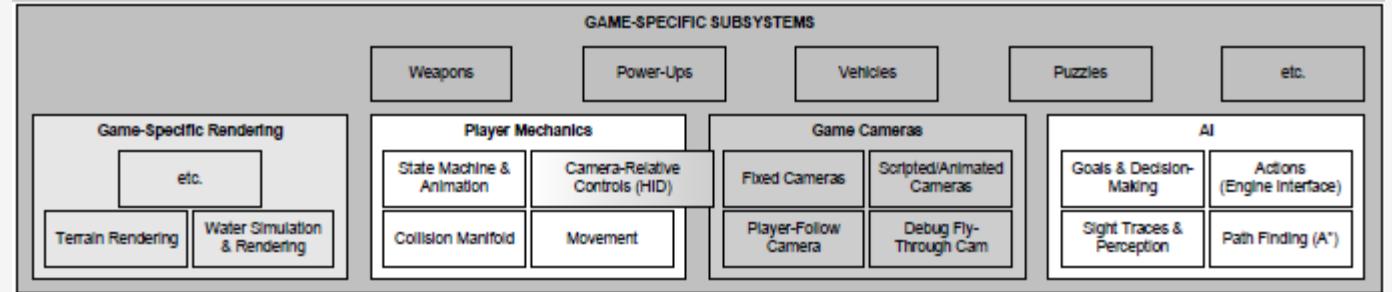 GAME-SPECIFIC SUBSYSTEMS
Weapons
Power-Ups
Vehicles
Puzzles
etc.
Game-Specific Rendering
etc.
Terrain Rendering
Water Simulation
& Rendering
Player Mechanics
State Machine &
Animation
Camera-Relative
Controls (HID)
Collision Manifold
Movement
Game Cameras
Fixed Cameras
Scripted/Animated
Cameras
Player-Follow
Camera
Debug Fly-
Through Cam
AI
Goals & Decision-
Making
Actions
(Engine Interface)
Sight Traces &
Perception
Path Finding (A*)